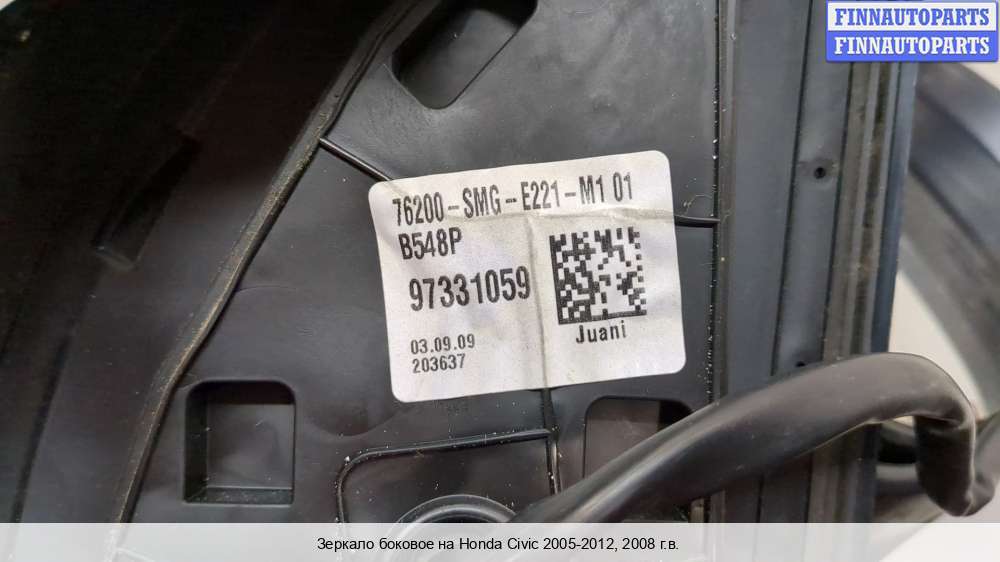 FINNAUTOPARTS
FINNAUTOPARTS
76200-SMG-E221-M1 01
B548P
97331059
Juani
03.09.09
203637
Зеркало боковое на Honda Civic 2005-2012, 2008 г.в.